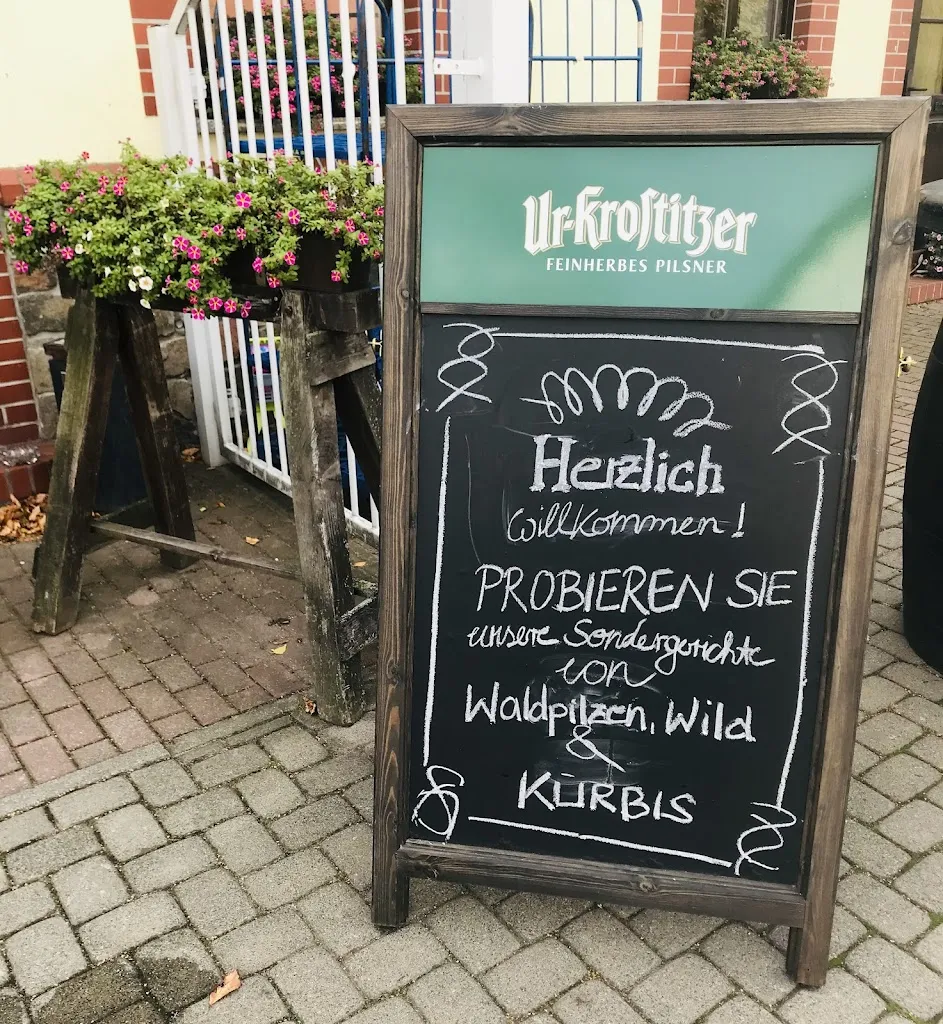 Ur-Krostitzer
FEINHERBES PILSNER
Herzlich
willkommen!
PROBIEREN SIE
unsere Sondergerichte
von
Waldpilzen, Wild
&
KÜRBIS